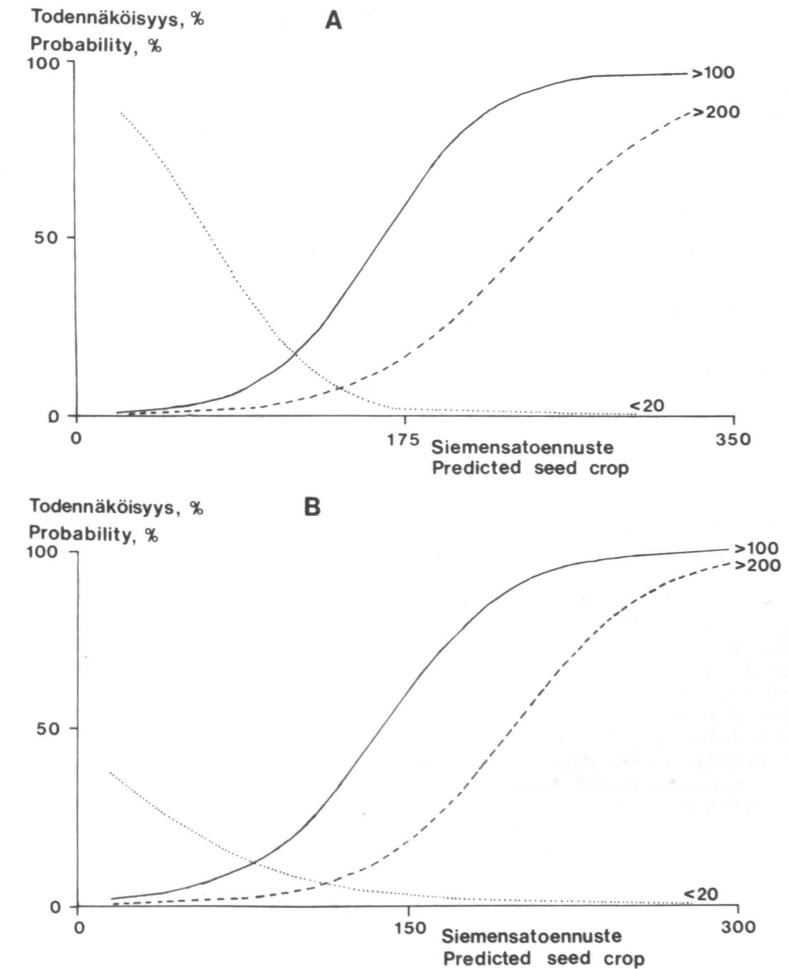 Todennäköisyys, %
A
Probability, %
100
>100
>200
50
<20
0
0
175
350
Siemensatoennuste
Predicted seed crop
Todennäköisyys, %
B
Probability, %
100
>100
>200
50
<20
0
0
150
300
Siemensatoennuste
Predicted seed crop